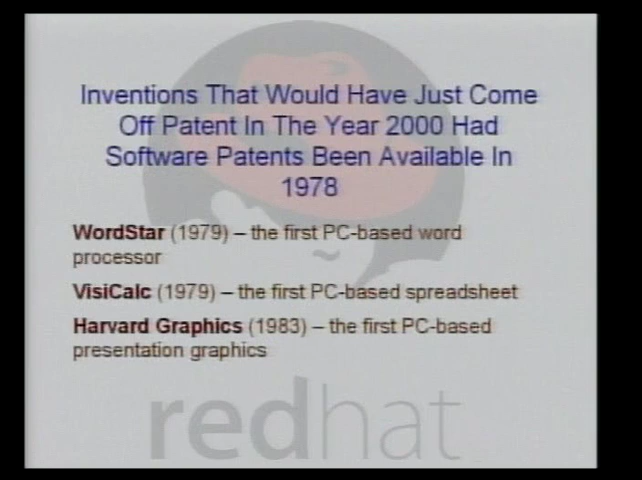 Inventions That Would Have Just Come
Off Patent In The Year 2000 Had
Software Patents Been Available In
1978
WordStar (1979) – the first PC-based word
processor
VisiCalc (1979) – the first PC-based spreadsheet
Harvard Graphics (1983) – the first PC-based
presentation graphics
redhat